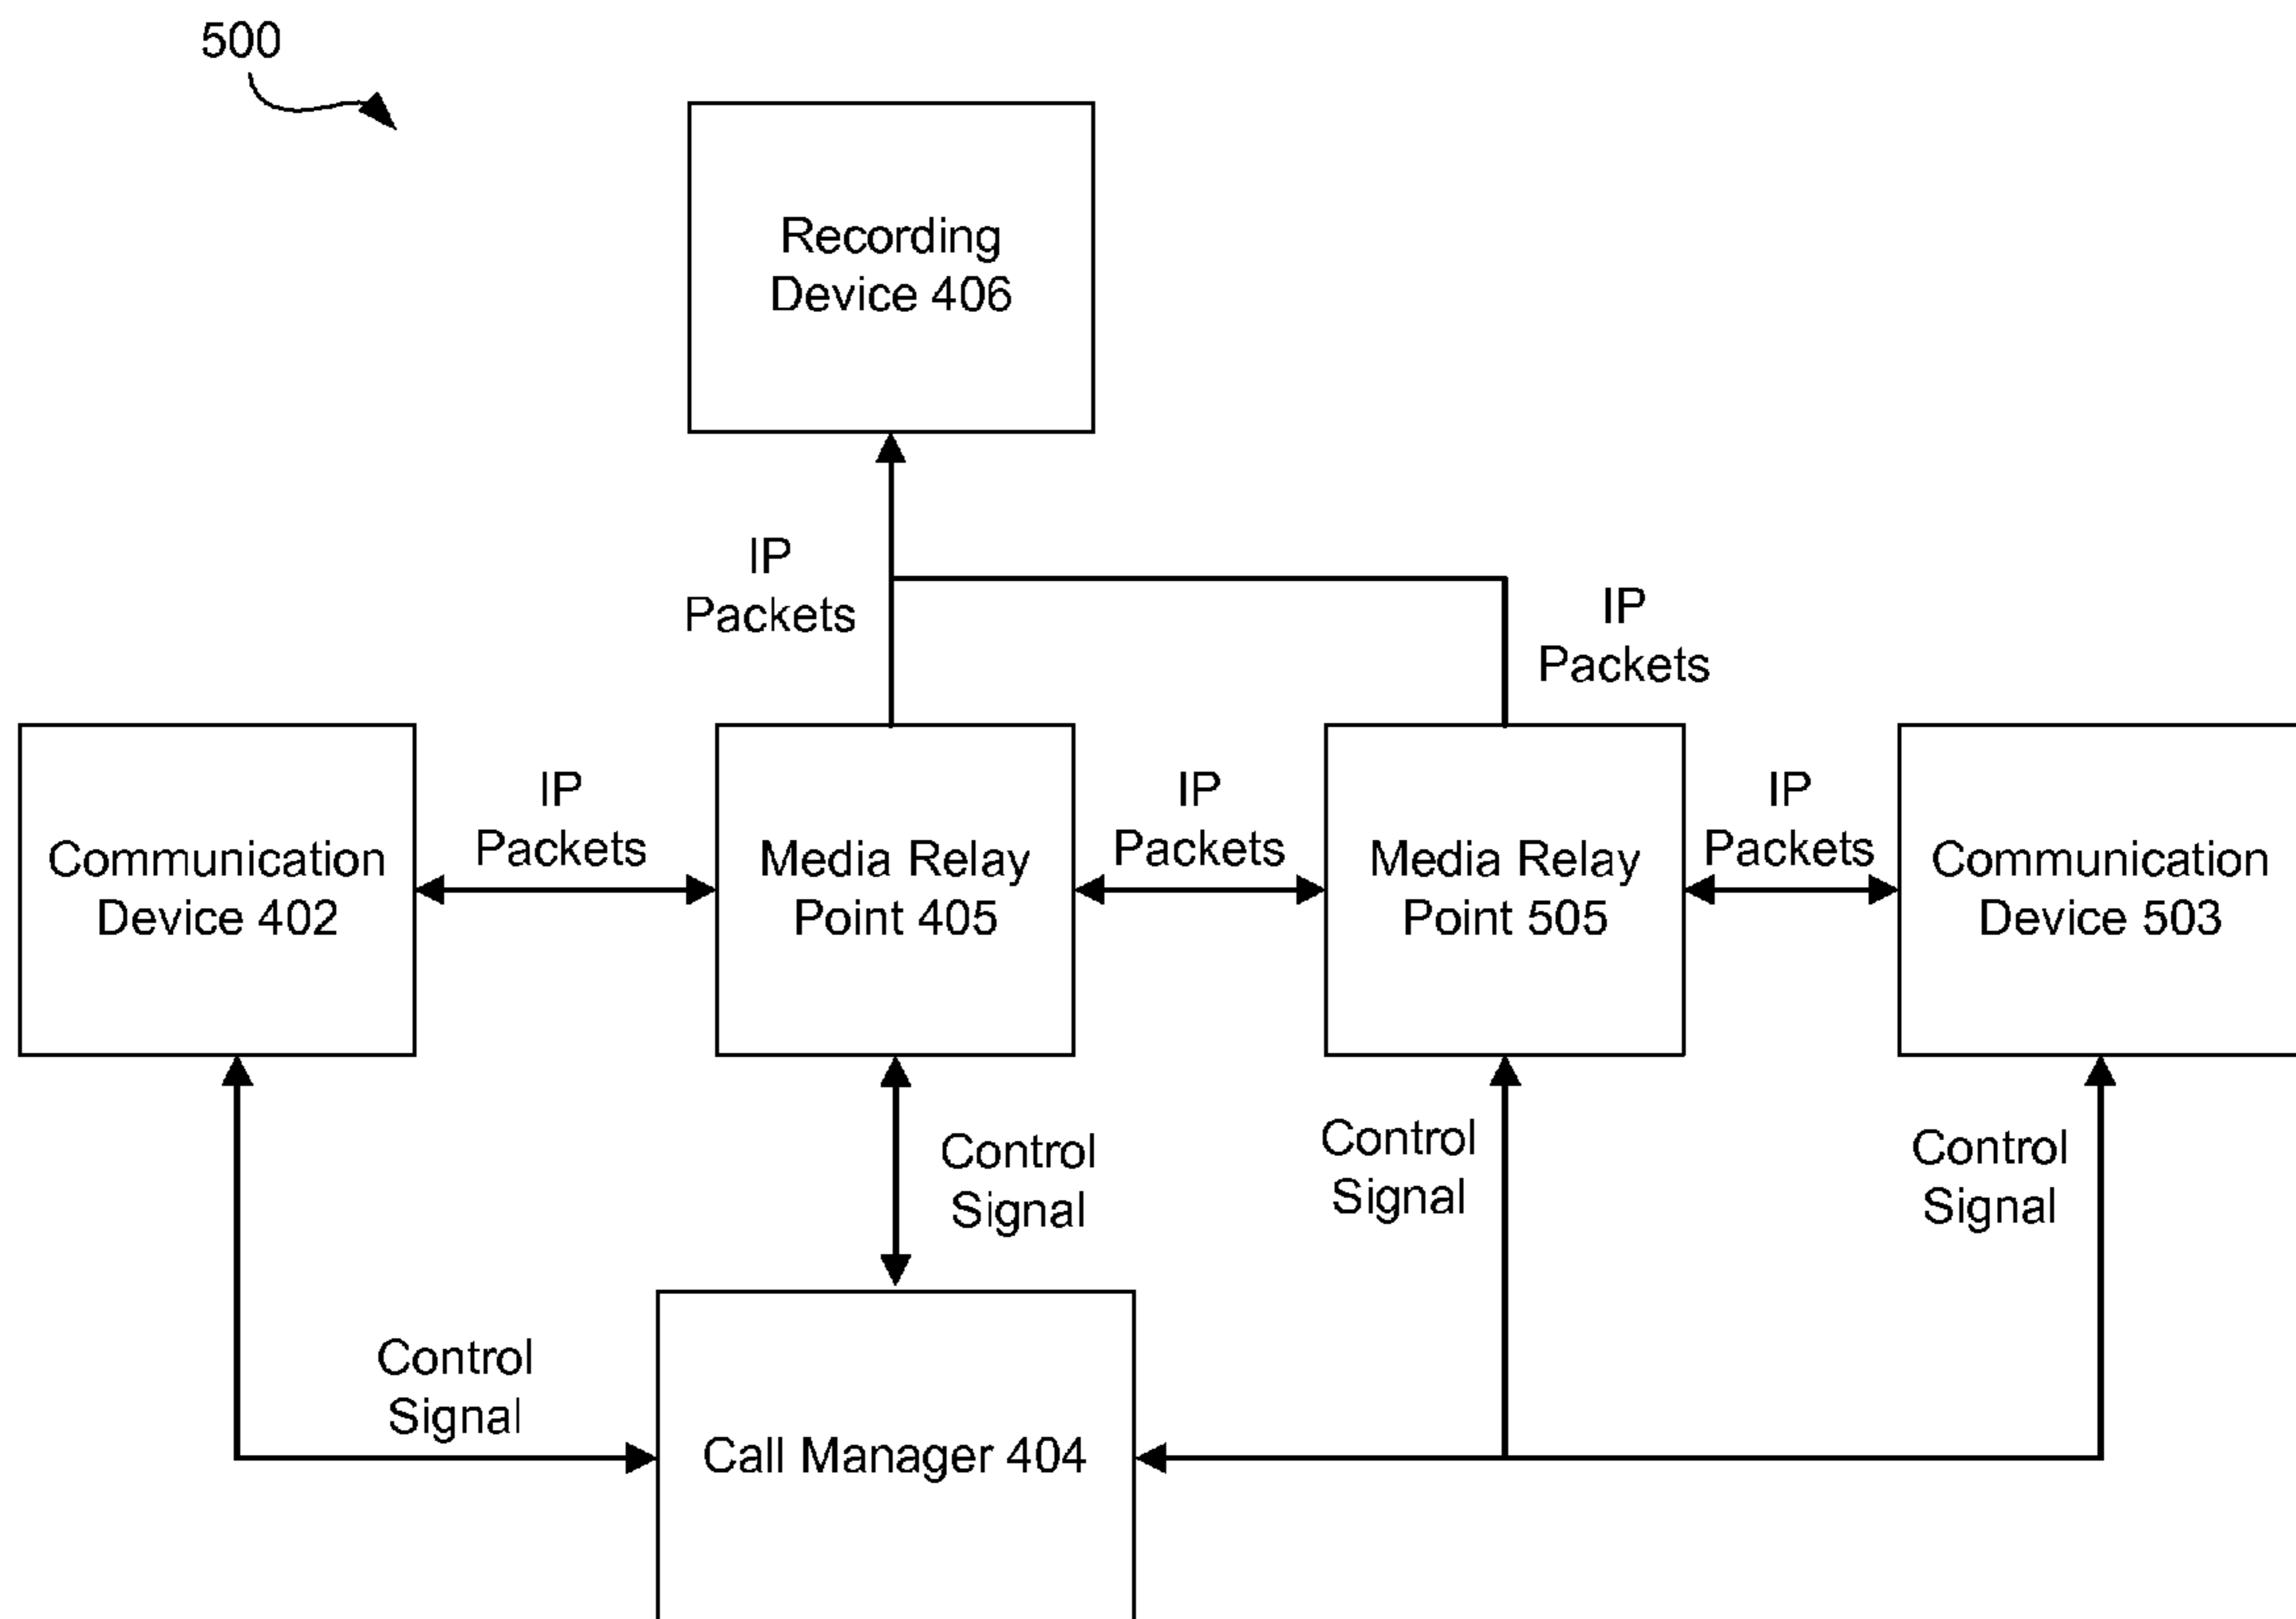 500
Recording
Device 406
IP
Packets
IP
Packets
Communication
Device 402
IP
Packets
Media Relay
Point 405
IP
Packets
Media Relay
Point 505
IP
Packets
Communication
Device 503
Control
Signal
Control
Signal
Control
Signal
Control
Signal
Call Manager 404